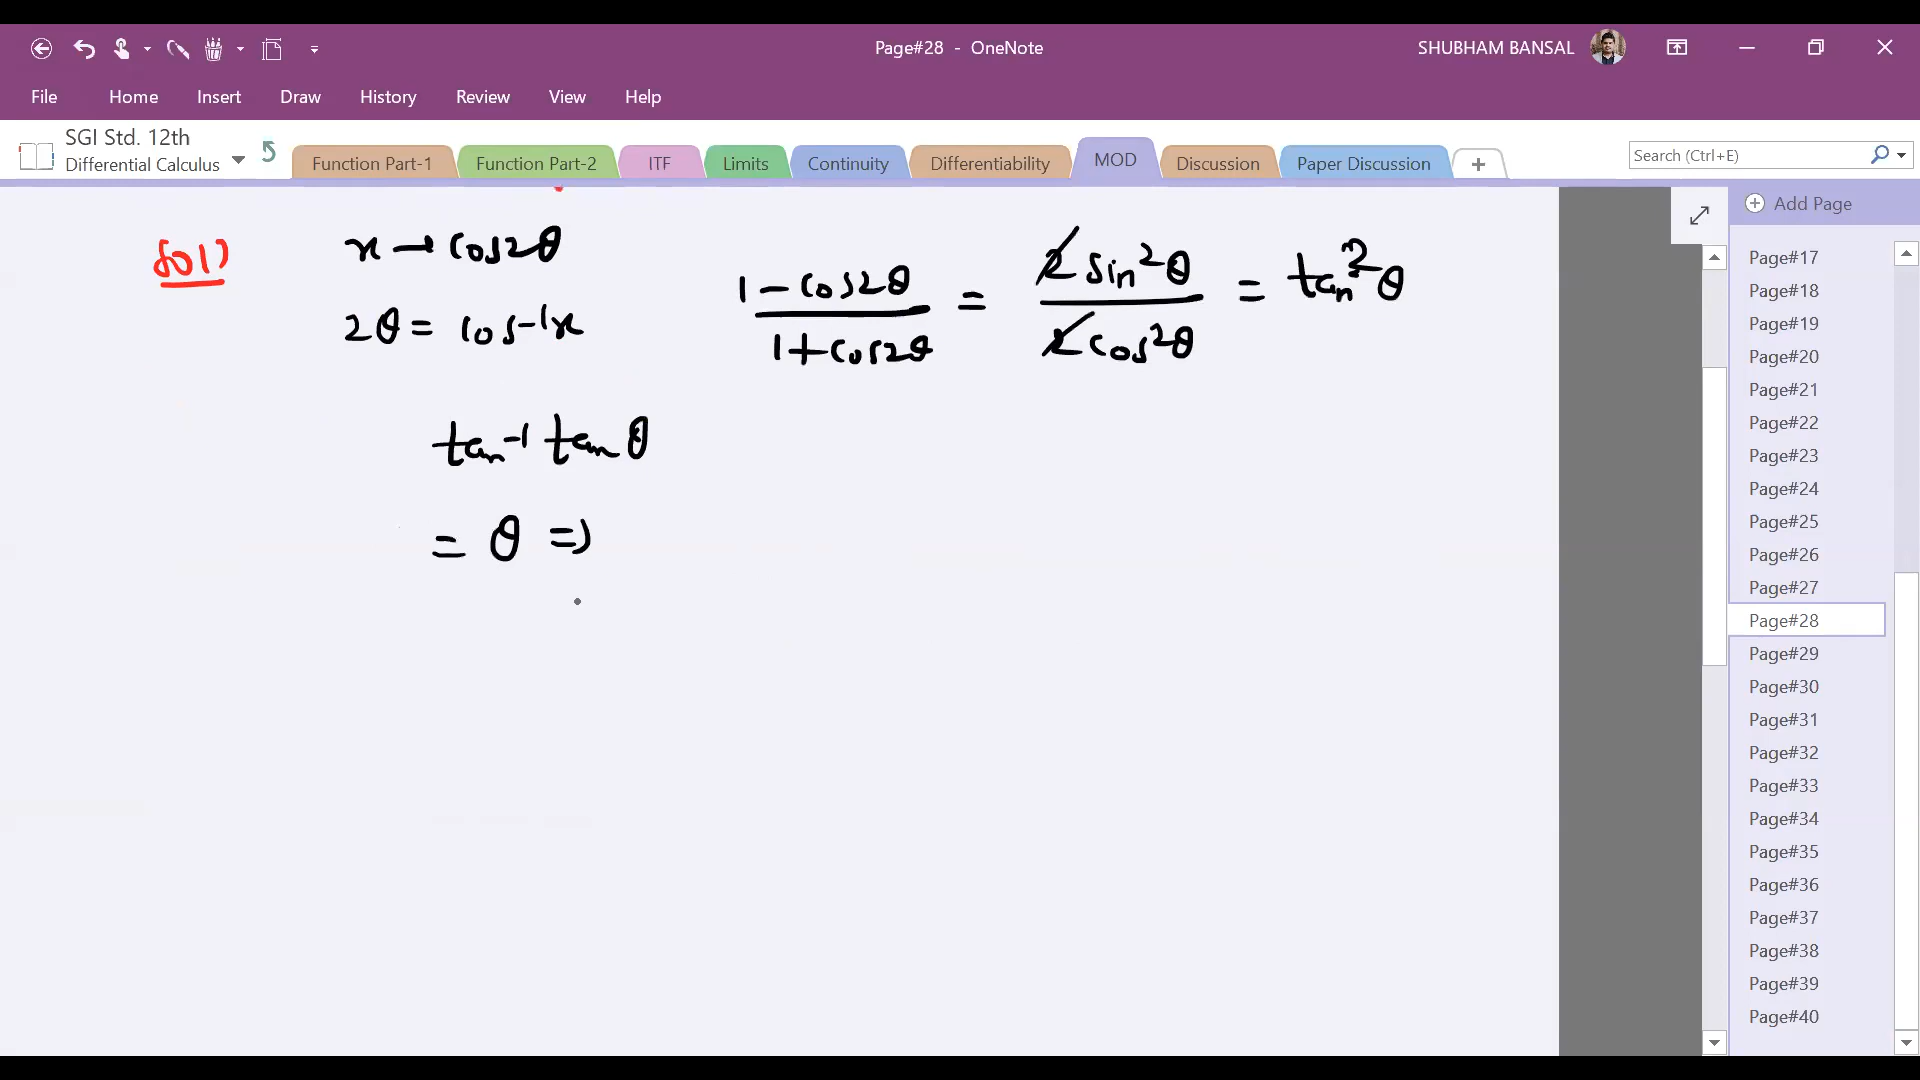 Page#28 - OneNote
SHUBHAM BANSAL
File Home Insert Draw History Review View Help
SGI Std. 12th
Differential Calculus
Function Part-1 Function Part-2 ITF Limits Continuity Differentiability MOD Discussion Paper Discussion +
Search (Ctrl+E)
Sol)
x → cos2θ
2θ = cos⁻¹x
(1 - cos2θ)/(1 + cos2θ) = (2 sin²θ)/(2 cos²θ) = tan²θ
tan⁻¹ tan θ
= θ ⇒
Add Page
Page#17
Page#18
Page#19
Page#20
Page#21
Page#22
Page#23
Page#24
Page#25
Page#26
Page#27
Page#28
Page#29
Page#30
Page#31
Page#32
Page#33
Page#34
Page#35
Page#36
Page#37
Page#38
Page#39
Page#40